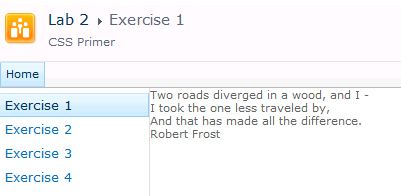 Lab 2 ▸ Exercise 1
CSS Primer
Home
Exercise 1
Exercise 2
Exercise 3
Exercise 4
Two roads diverged in a wood, and I -
I took the one less traveled by,
And that has made all the difference.
Robert Frost